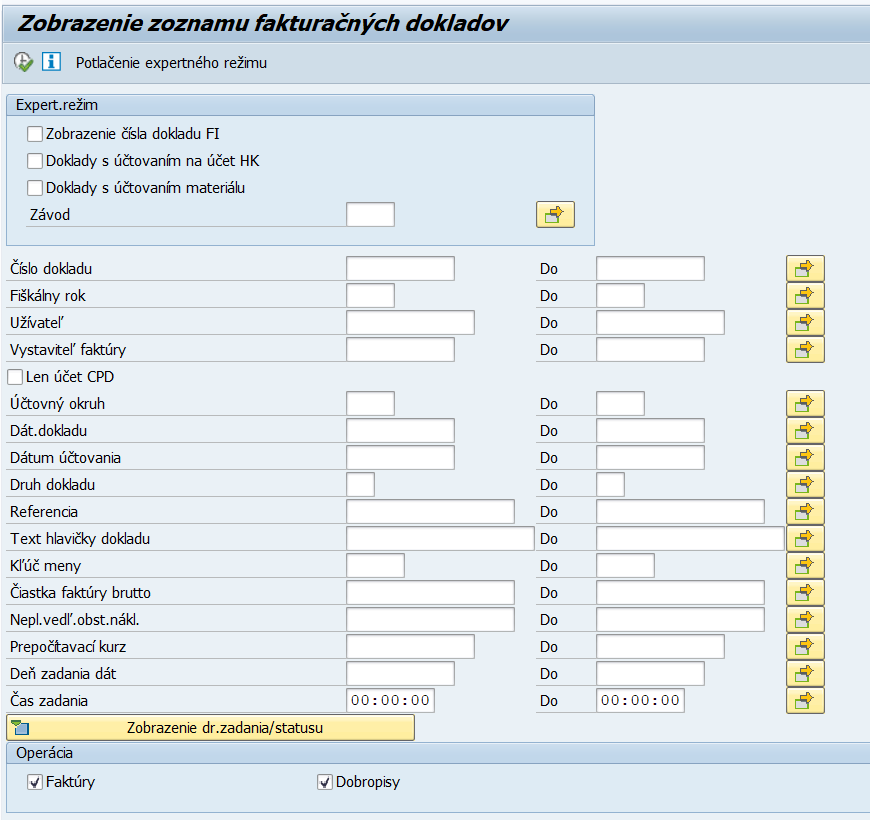 Zobrazenie zoznamu fakturačných dokladov
Potlačenie expertného režimu
Expert.režim
Zobrazenie čísla dokladu FI
Doklady s účtovaním na účet HK
Doklady s účtovaním materiálu
Závod
Číslo dokladu Do
Fiškálny rok Do
Užívateľ Do
Vystaviteľ faktúry Do
Len účet CPD
Účtovný okruh Do
Dát.dokladu Do
Dátum účtovania Do
Druh dokladu Do
Referencia Do
Text hlavičky dokladu Do
Kľúč meny Do
Čiastka faktúry brutto Do
Nepl.vedľ.obst.nákl. Do
Prepočítavací kurz Do
Deň zadania dát Do
Čas zadania 00:00:00 Do 00:00:00
Zobrazenie dr.zadania/statusu
Operácia
Faktúry Dobropisy